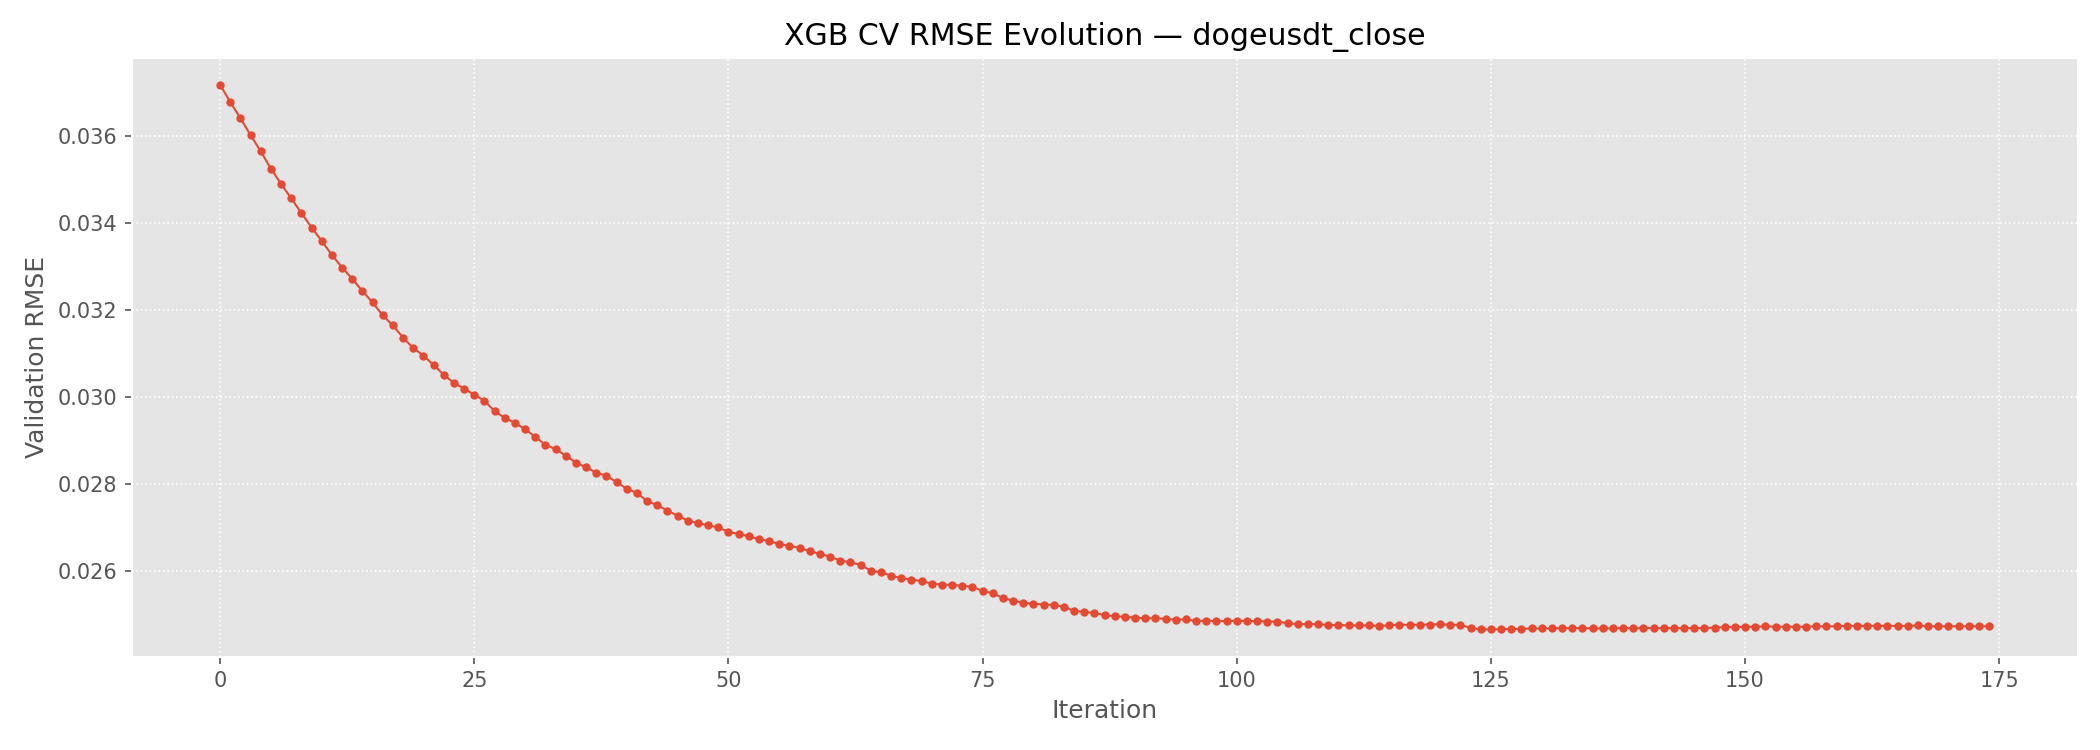 XGB CV RMSE Evolution — dogeusdt_close
Validation RMSE
0.036
0.034
0.032
0.030
0.028
0.026
0 25 50 75 100 125 150 175
Iteration